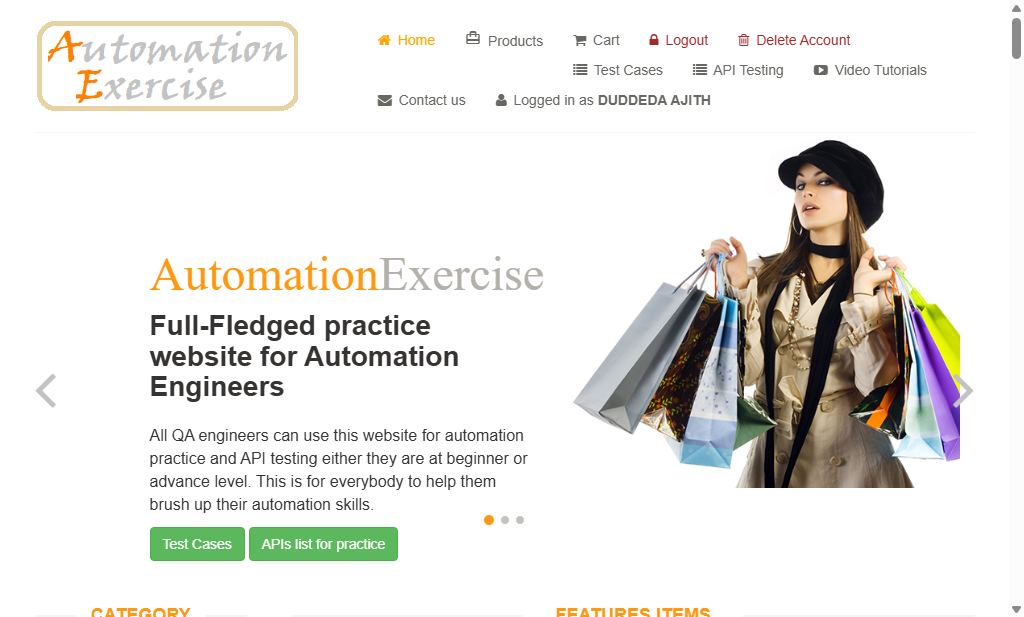 Automation
Exercise
Home Products Cart Logout Delete Account
Test Cases API Testing Video Tutorials
Contact us Logged in as DUDDEDA AJITH
AutomationExercise
Full-Fledged practice
website for Automation
Engineers
All QA engineers can use this website for automation
practice and API testing either they are at beginner or
advance level. This is for everybody to help them
brush up their automation skills.
Test Cases APIs list for practice
CATEGORY FEATURES ITEMS